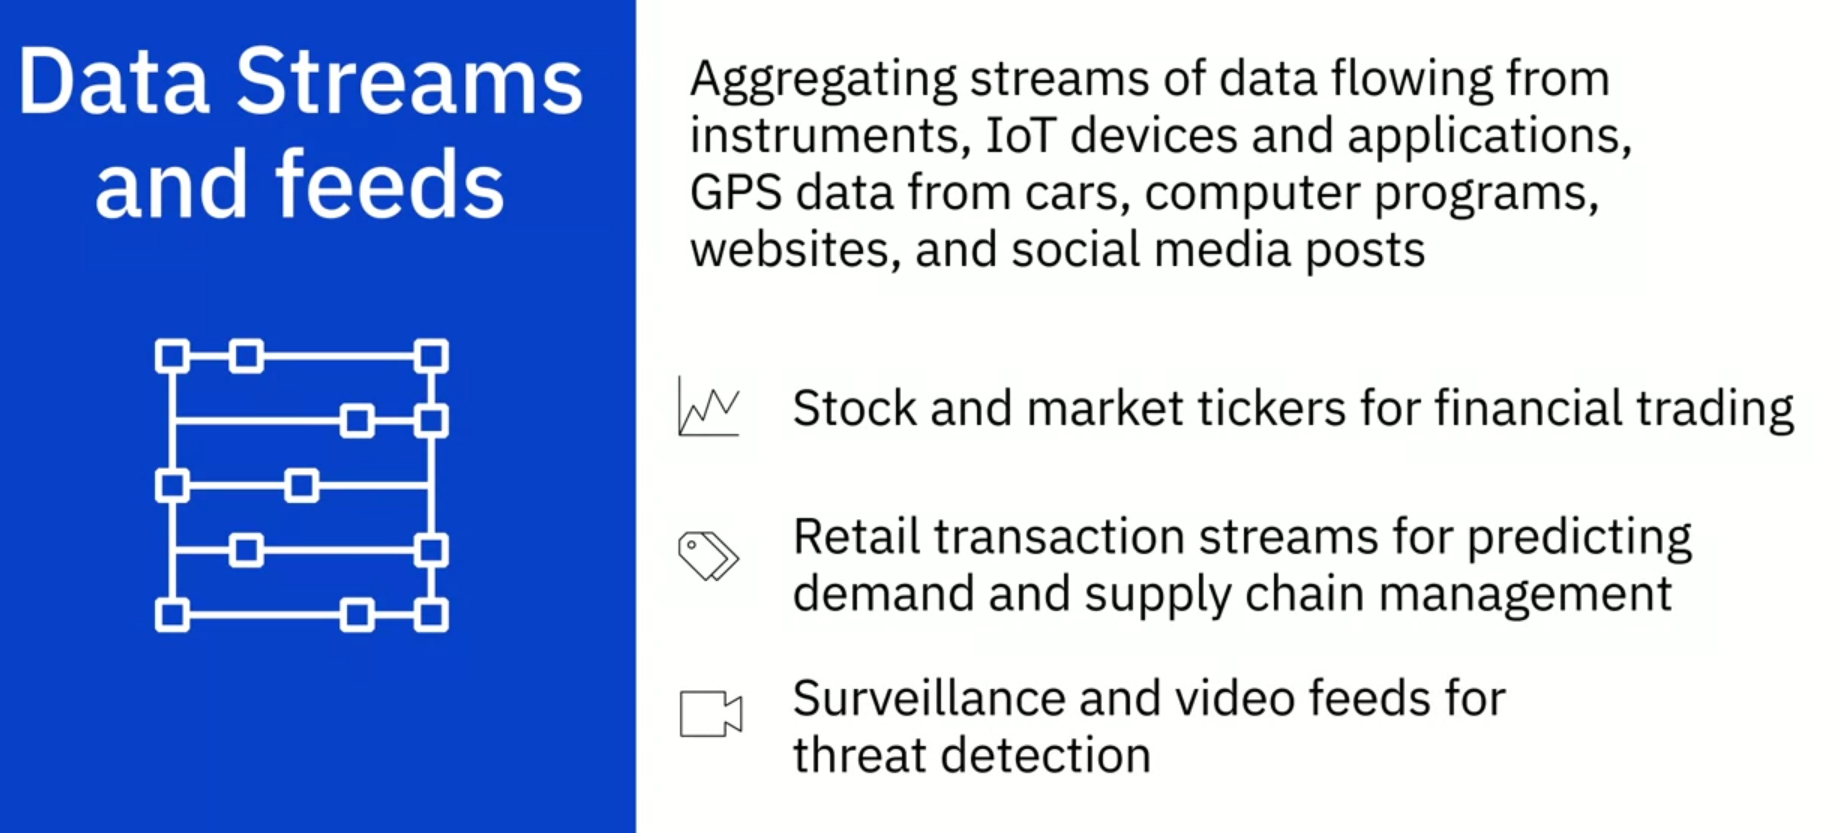 Data Streams
and feeds
Aggregating streams of data flowing from
instruments, IoT devices and applications,
GPS data from cars, computer programs,
websites, and social media posts
Stock and market tickers for financial trading
Retail transaction streams for predicting
demand and supply chain management
Surveillance and video feeds for
threat detection